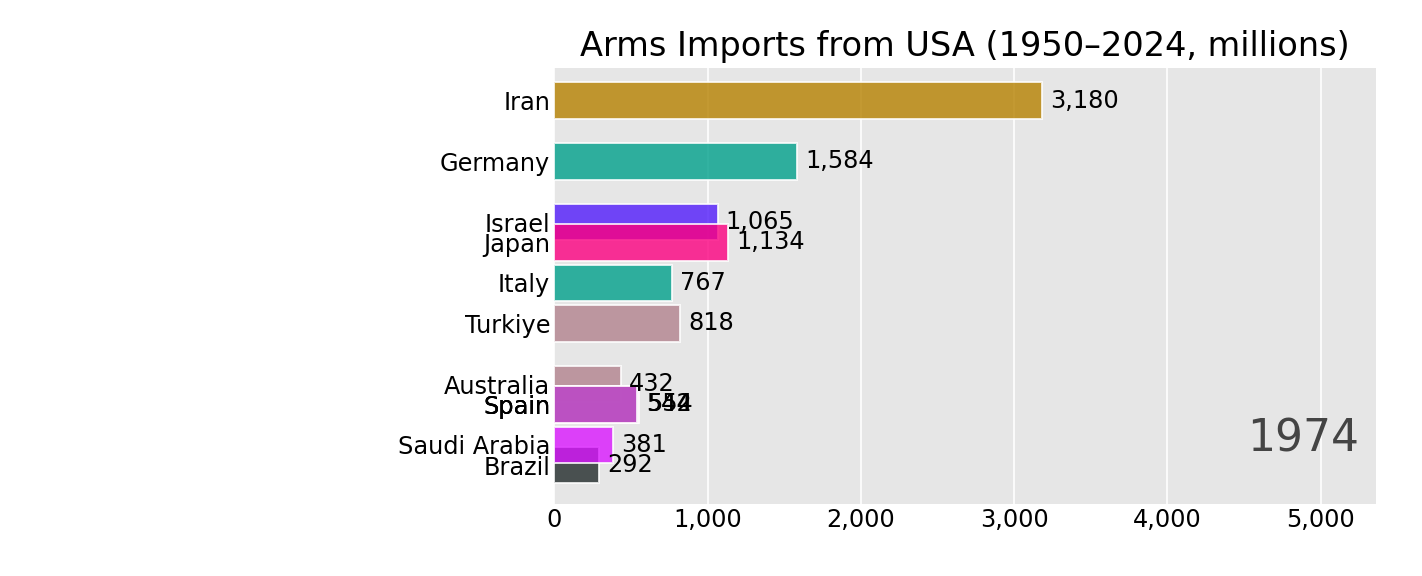 Arms Imports from USA (1950–2024, millions)
Iran 3,180
Germany 1,584
Israel 1,065
Japan 1,134
Italy 767
Turkiye 818
Australia 432
Spain
Saudi Arabia 381
Brazil 292
1974
0 1,000 2,000 3,000 4,000 5,000